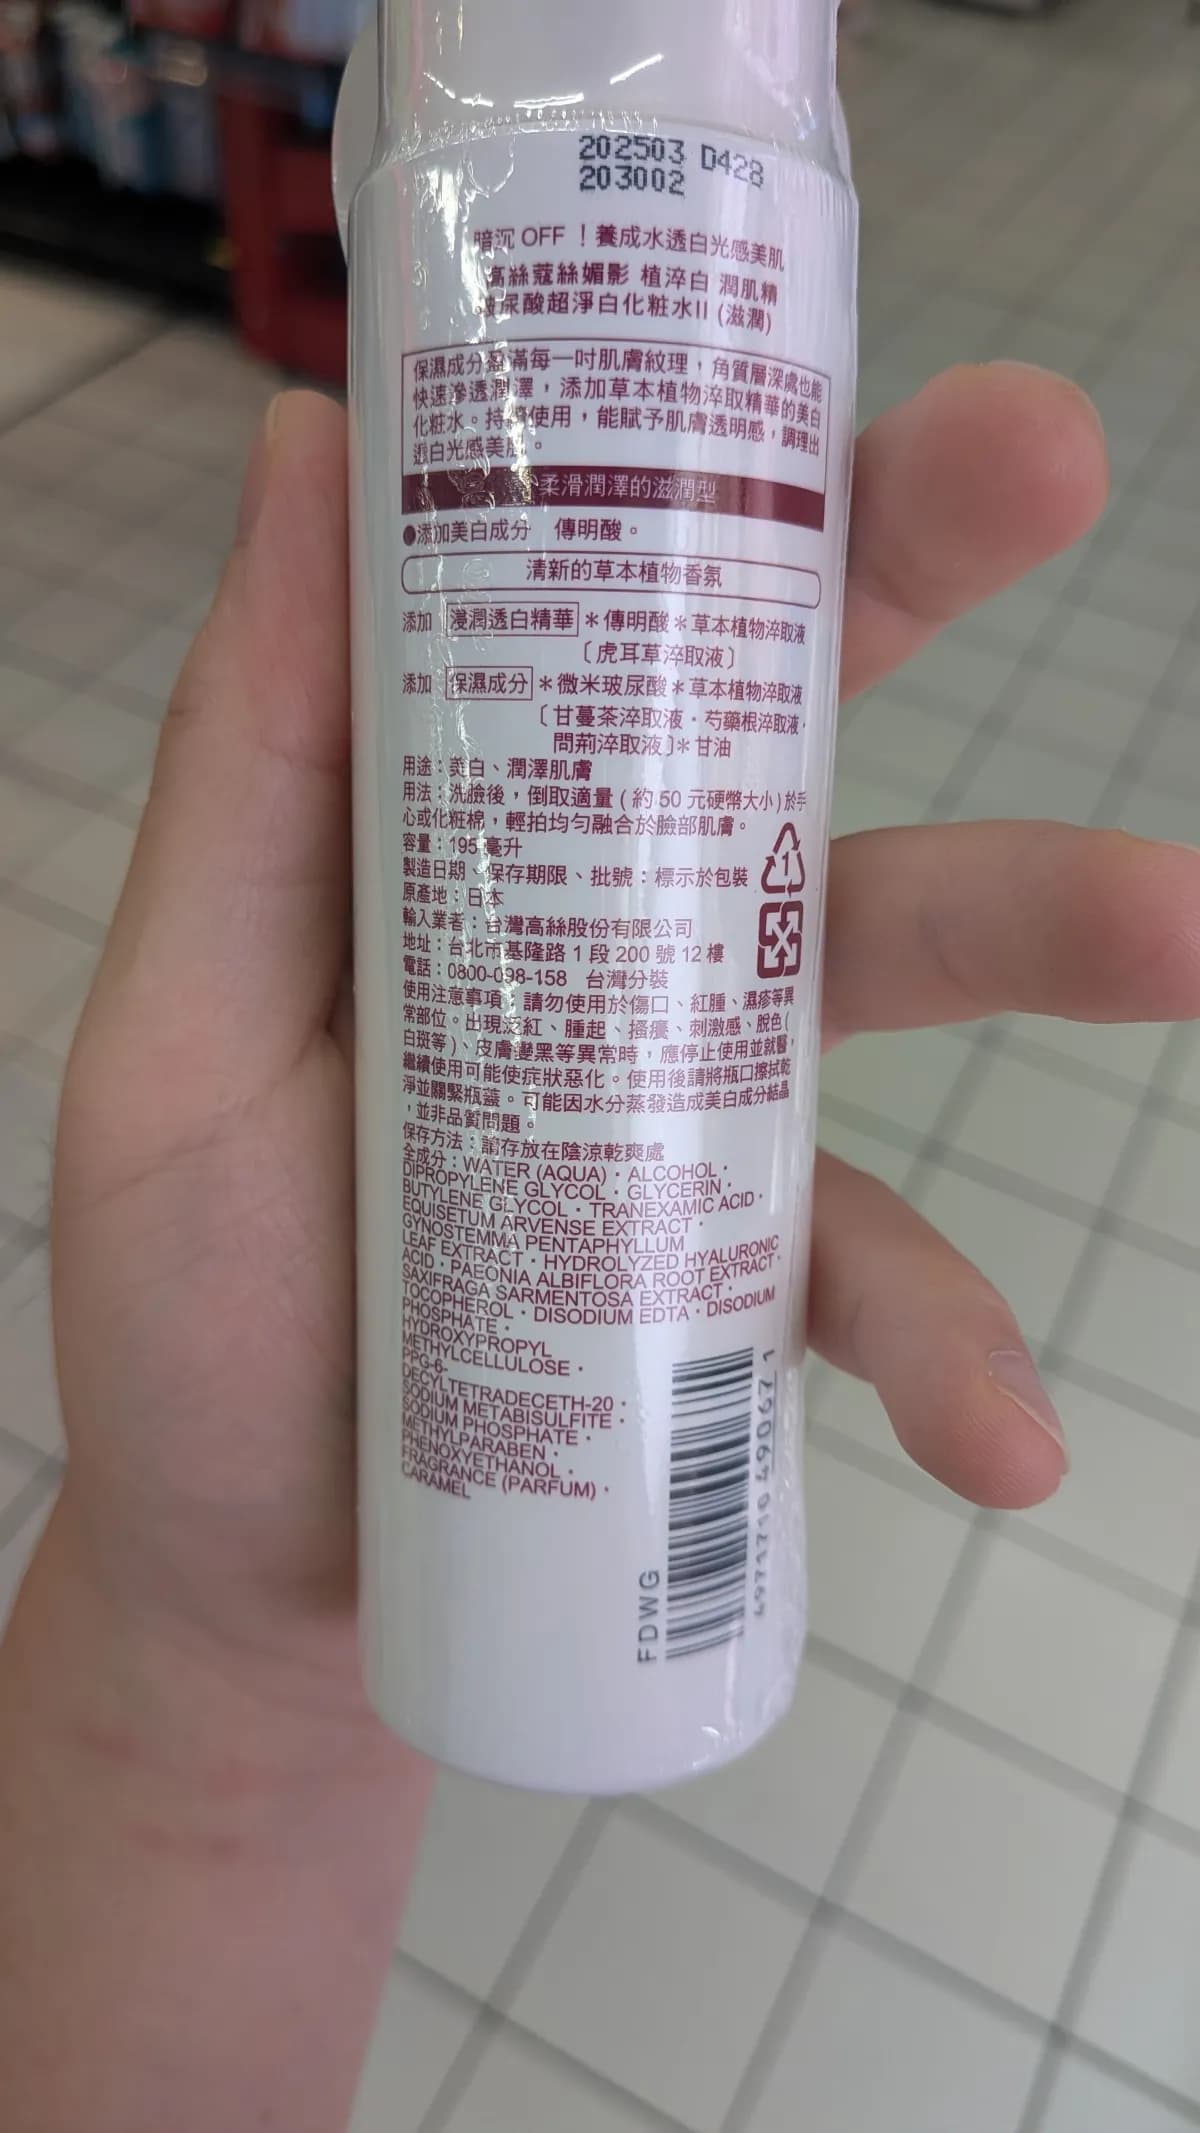 202503 D428
203002
暗沉 OFF！養成水透白光感美肌
高絲蔻絲媚影 植淬白 潤肌精
玻尿酸超淨白化粧水II (滋潤)
保濕成分盈滿每一吋肌膚紋理，角質層深處也能
快速滲透潤澤，添加草本植物淬取精華的美白
化粧水。持續使用，能賦予肌膚透明感，調理出
透白光感美肌。
柔滑潤澤的滋潤型
●添加美白成分 傳明酸。
清新的草本植物香氛
添加 浸潤透白精華＊傳明酸＊草本植物淬取液
〔虎耳草淬取液〕
添加 保濕成分＊微米玻尿酸＊草本植物淬取液
〔甘蔓茶淬取液・芍藥根淬取液・
問荊淬取液〕＊甘油
用途：美白、潤澤肌膚
用法：洗臉後，倒取適量（約 50 元硬幣大小）於手
心或化粧棉，輕拍均勻融合於臉部肌膚。
容量：195 毫升
製造日期、保存期限、批號：標示於包裝
原產地：日本
輸入業者：台灣高絲股份有限公司
地址：台北市基隆路 1 段 200 號 12 樓
電話：0800-098-158 台灣分裝
使用注意事項：請勿使用於傷口、紅腫、濕疹等異
常部位。出現泛紅、腫起、搔癢、刺激感、脫色（
白斑等）、皮膚變黑等異常時，應停止使用並就醫，
繼續使用可能使症狀惡化。使用後請將瓶口擦拭乾
淨並關緊瓶蓋。可能因水分蒸發造成美白成分結晶
，並非品質問題。
保存方法：請存放在陰涼乾爽處
全成分：WATER (AQUA)・ALCOHOL・
DIPROPYLENE GLYCOL・GLYCERIN・
BUTYLENE GLYCOL・TRANEXAMIC ACID・
EQUISETUM ARVENSE EXTRACT・
GYNOSTEMMA PENTAPHYLLUM
LEAF EXTRACT・HYDROLYZED HYALURONIC
ACID・PAEONIA ALBIFLORA ROOT EXTRACT・
SAXIFRAGA SARMENTOSA EXTRACT・
TOCOPHEROL・DISODIUM EDTA・DISODIUM
PHOSPHATE・
HYDROXYPROPYL
METHYLCELLULOSE・
PPG-6-
DECYLTETRADECETH-20・
SODIUM METABISULFITE・
SODIUM PHOSPHATE・
METHYLPARABEN・
PHENOXYETHANOL・
FRAGRANCE (PARFUM)・
CARAMEL
1
FDWG
4971710 490671